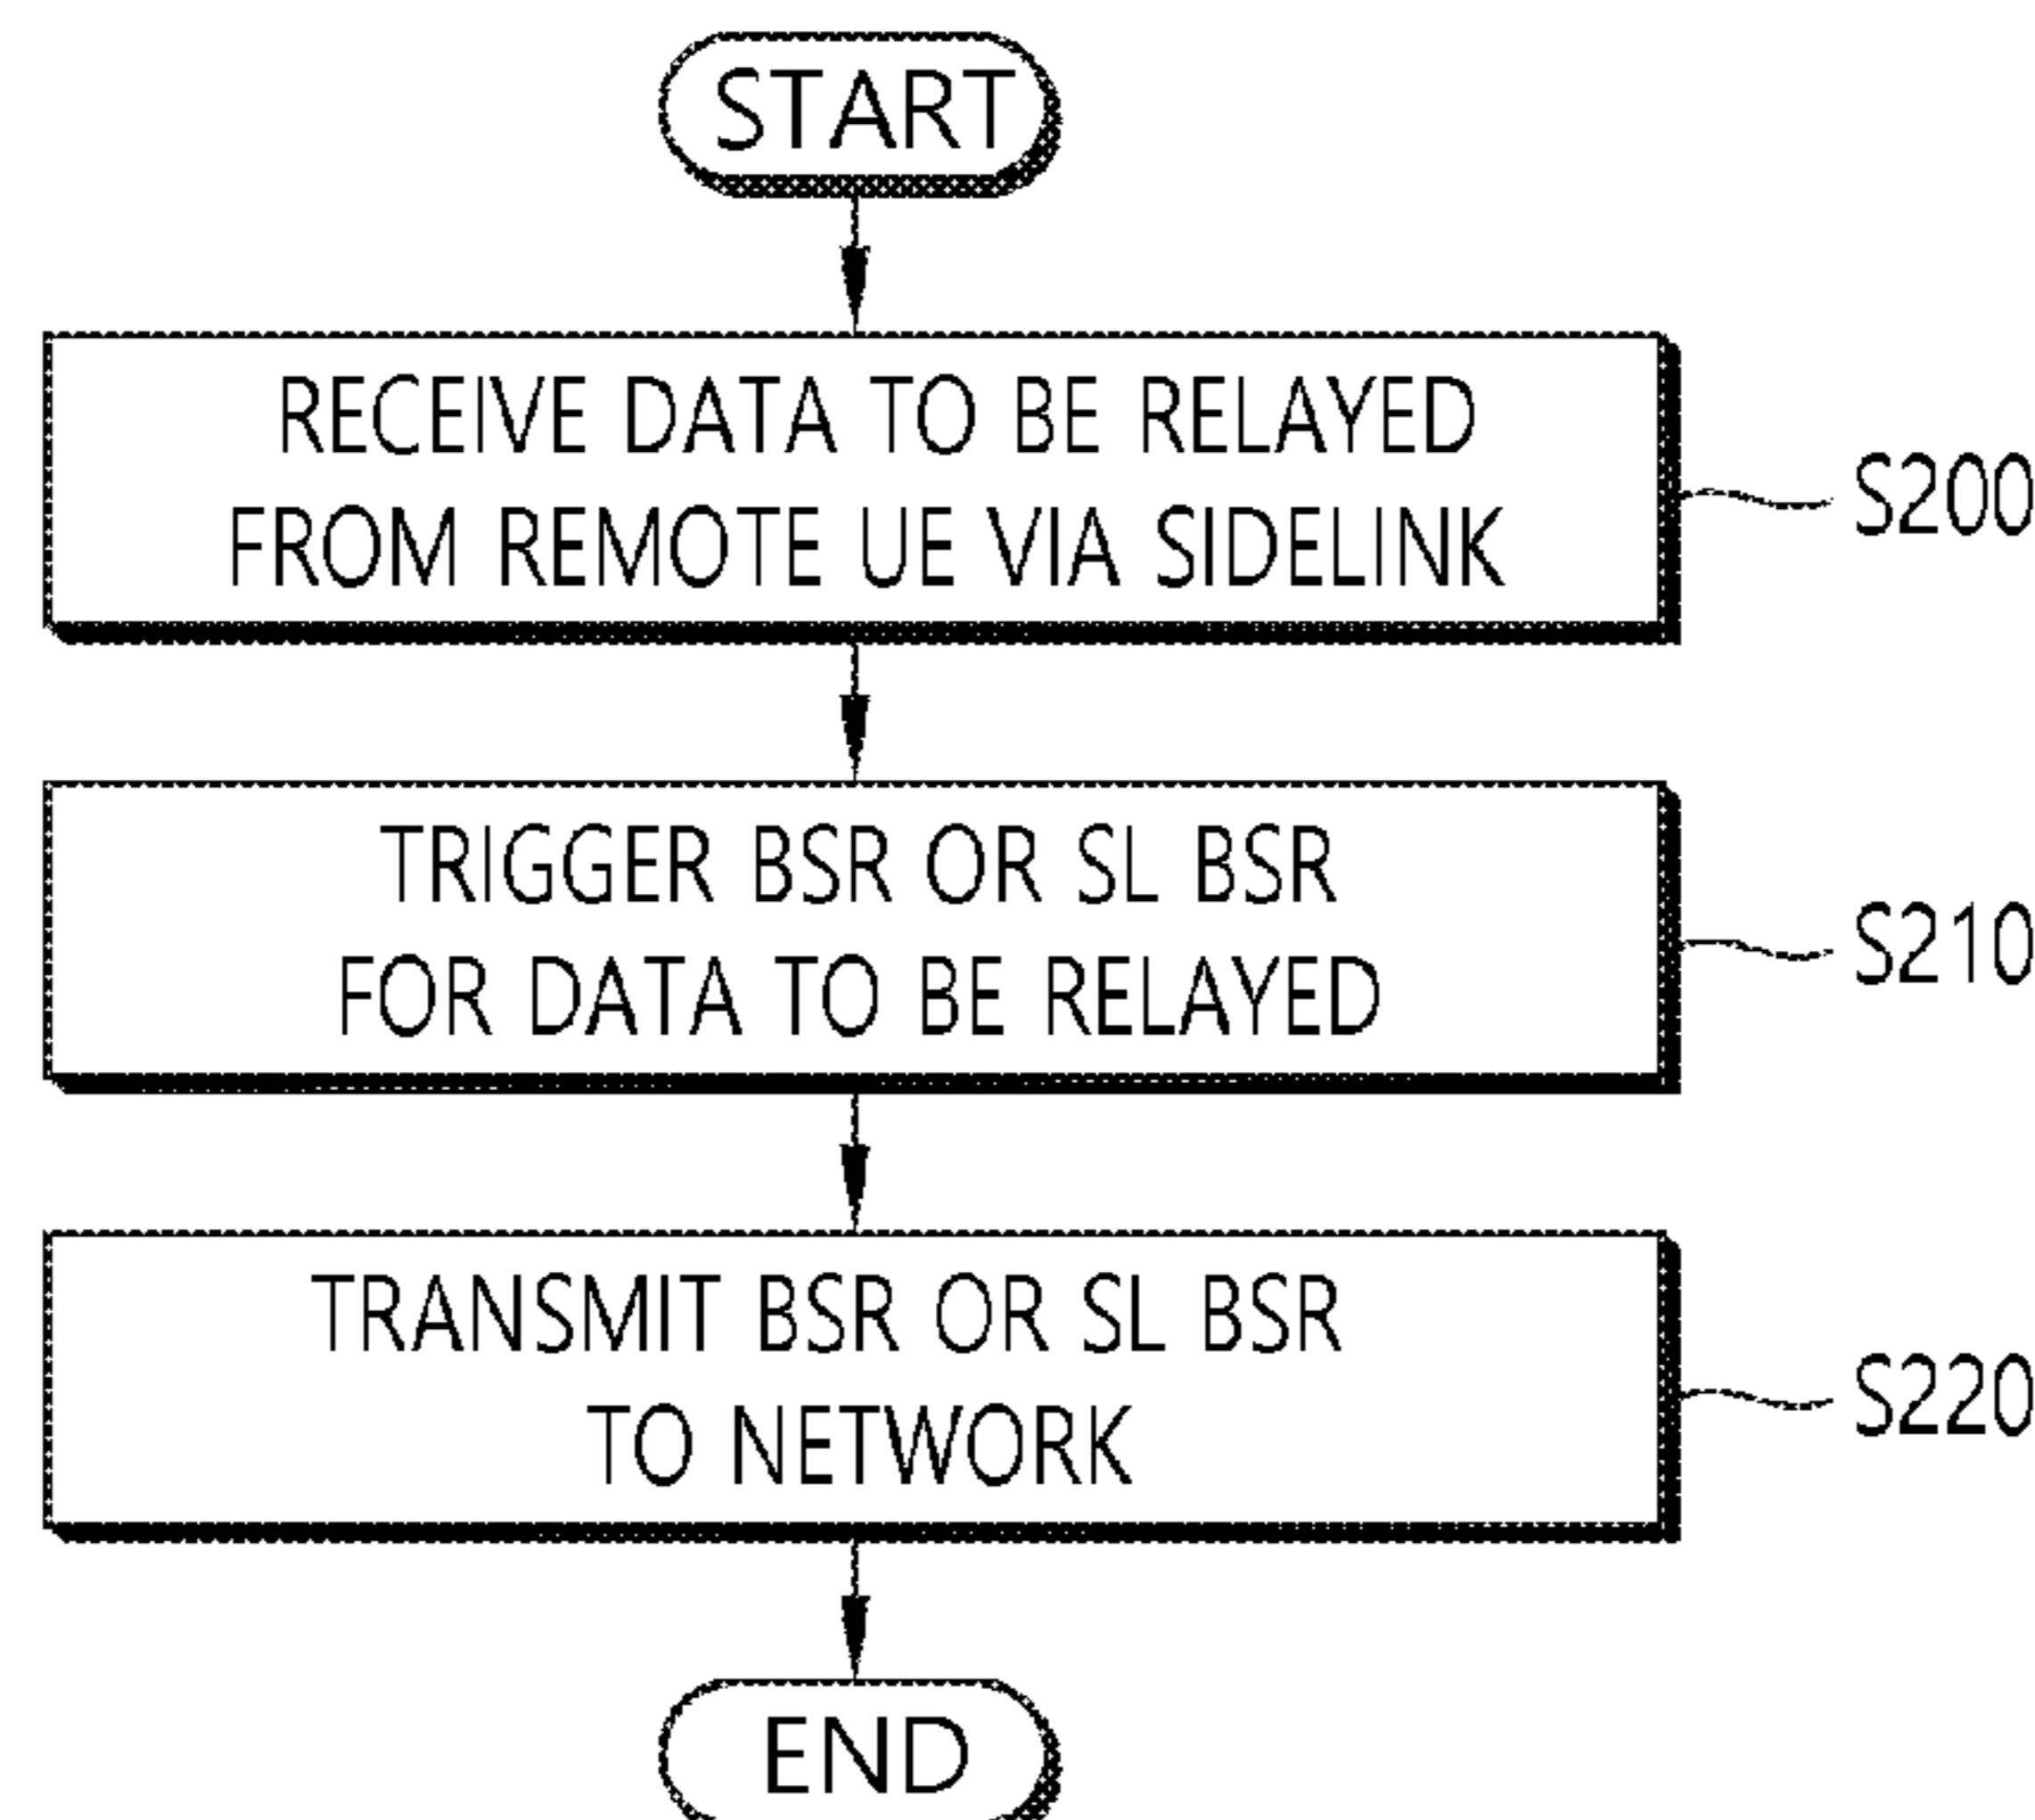 START
RECEIVE DATA TO BE RELAYED
FROM REMOTE UE VIA SIDELINK
S200
TRIGGER BSR OR SL BSR
FOR DATA TO BE RELAYED
S210
TRANSMIT BSR OR SL BSR
TO NETWORK
S220
END